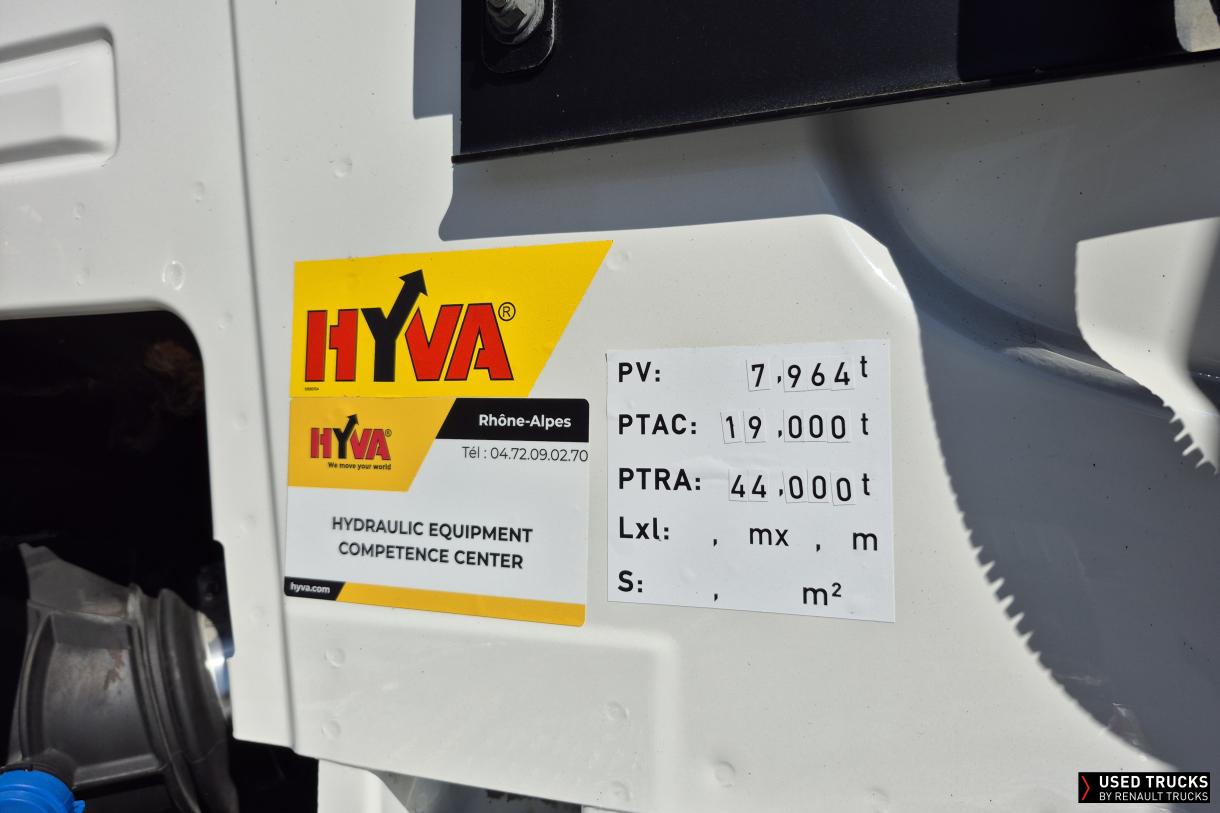 HYVA®
HYVA®
We move your world
Rhône-Alpes
Tél : 04.72.09.02.70
HYDRAULIC EQUIPMENT
COMPETENCE CENTER
hyva.com
PV: 7,964 t
PTAC: 19,000 t
PTRA: 44,000 t
Lxl: , mx , m
S: , m²
USED TRUCKS
BY RENAULT TRUCKS